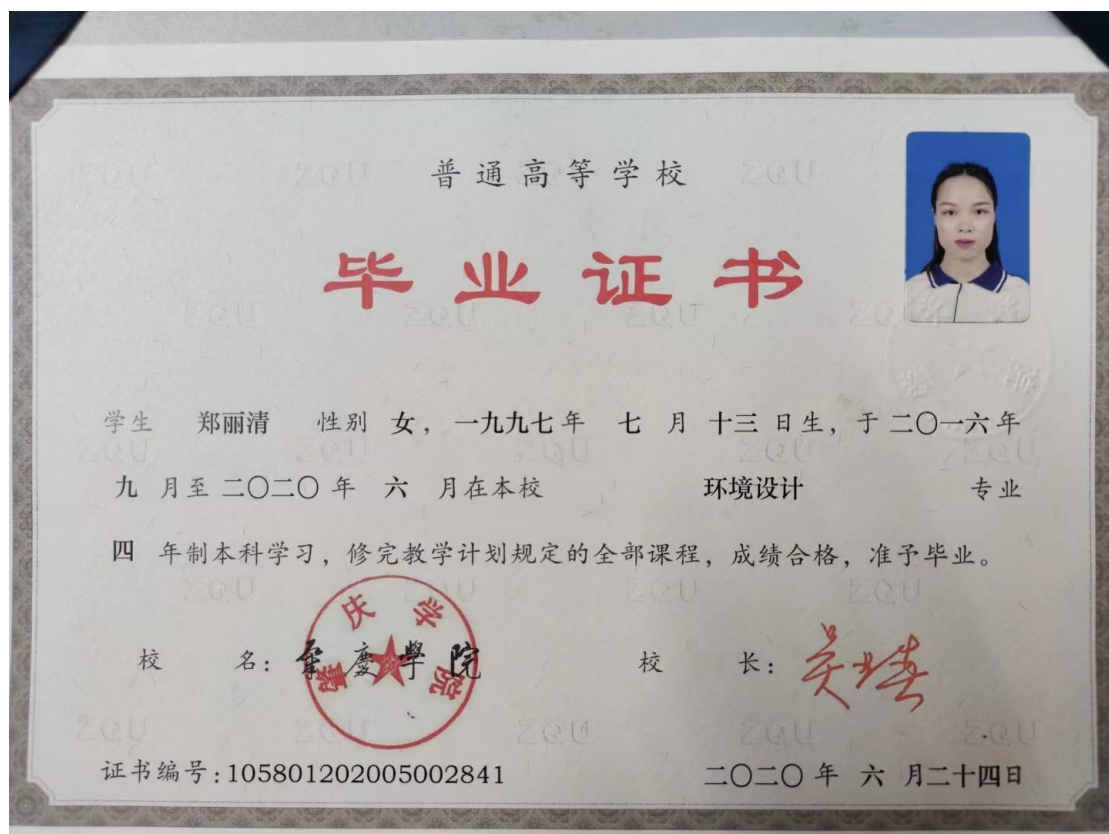 普通高等学校
毕业证书
学生 郑丽清 性别 女，一九九七年 七 月 十三 日生，于二〇一六年
九 月至二〇二〇年 六 月在本校 环境设计 专业
四 年制本科学习，修完教学计划规定的全部课程，成绩合格，准予毕业。
校 名：肇慶學院 校 长：
肇庆学院
证书编号：105801202005002841 二〇二〇年 六 月二十四日